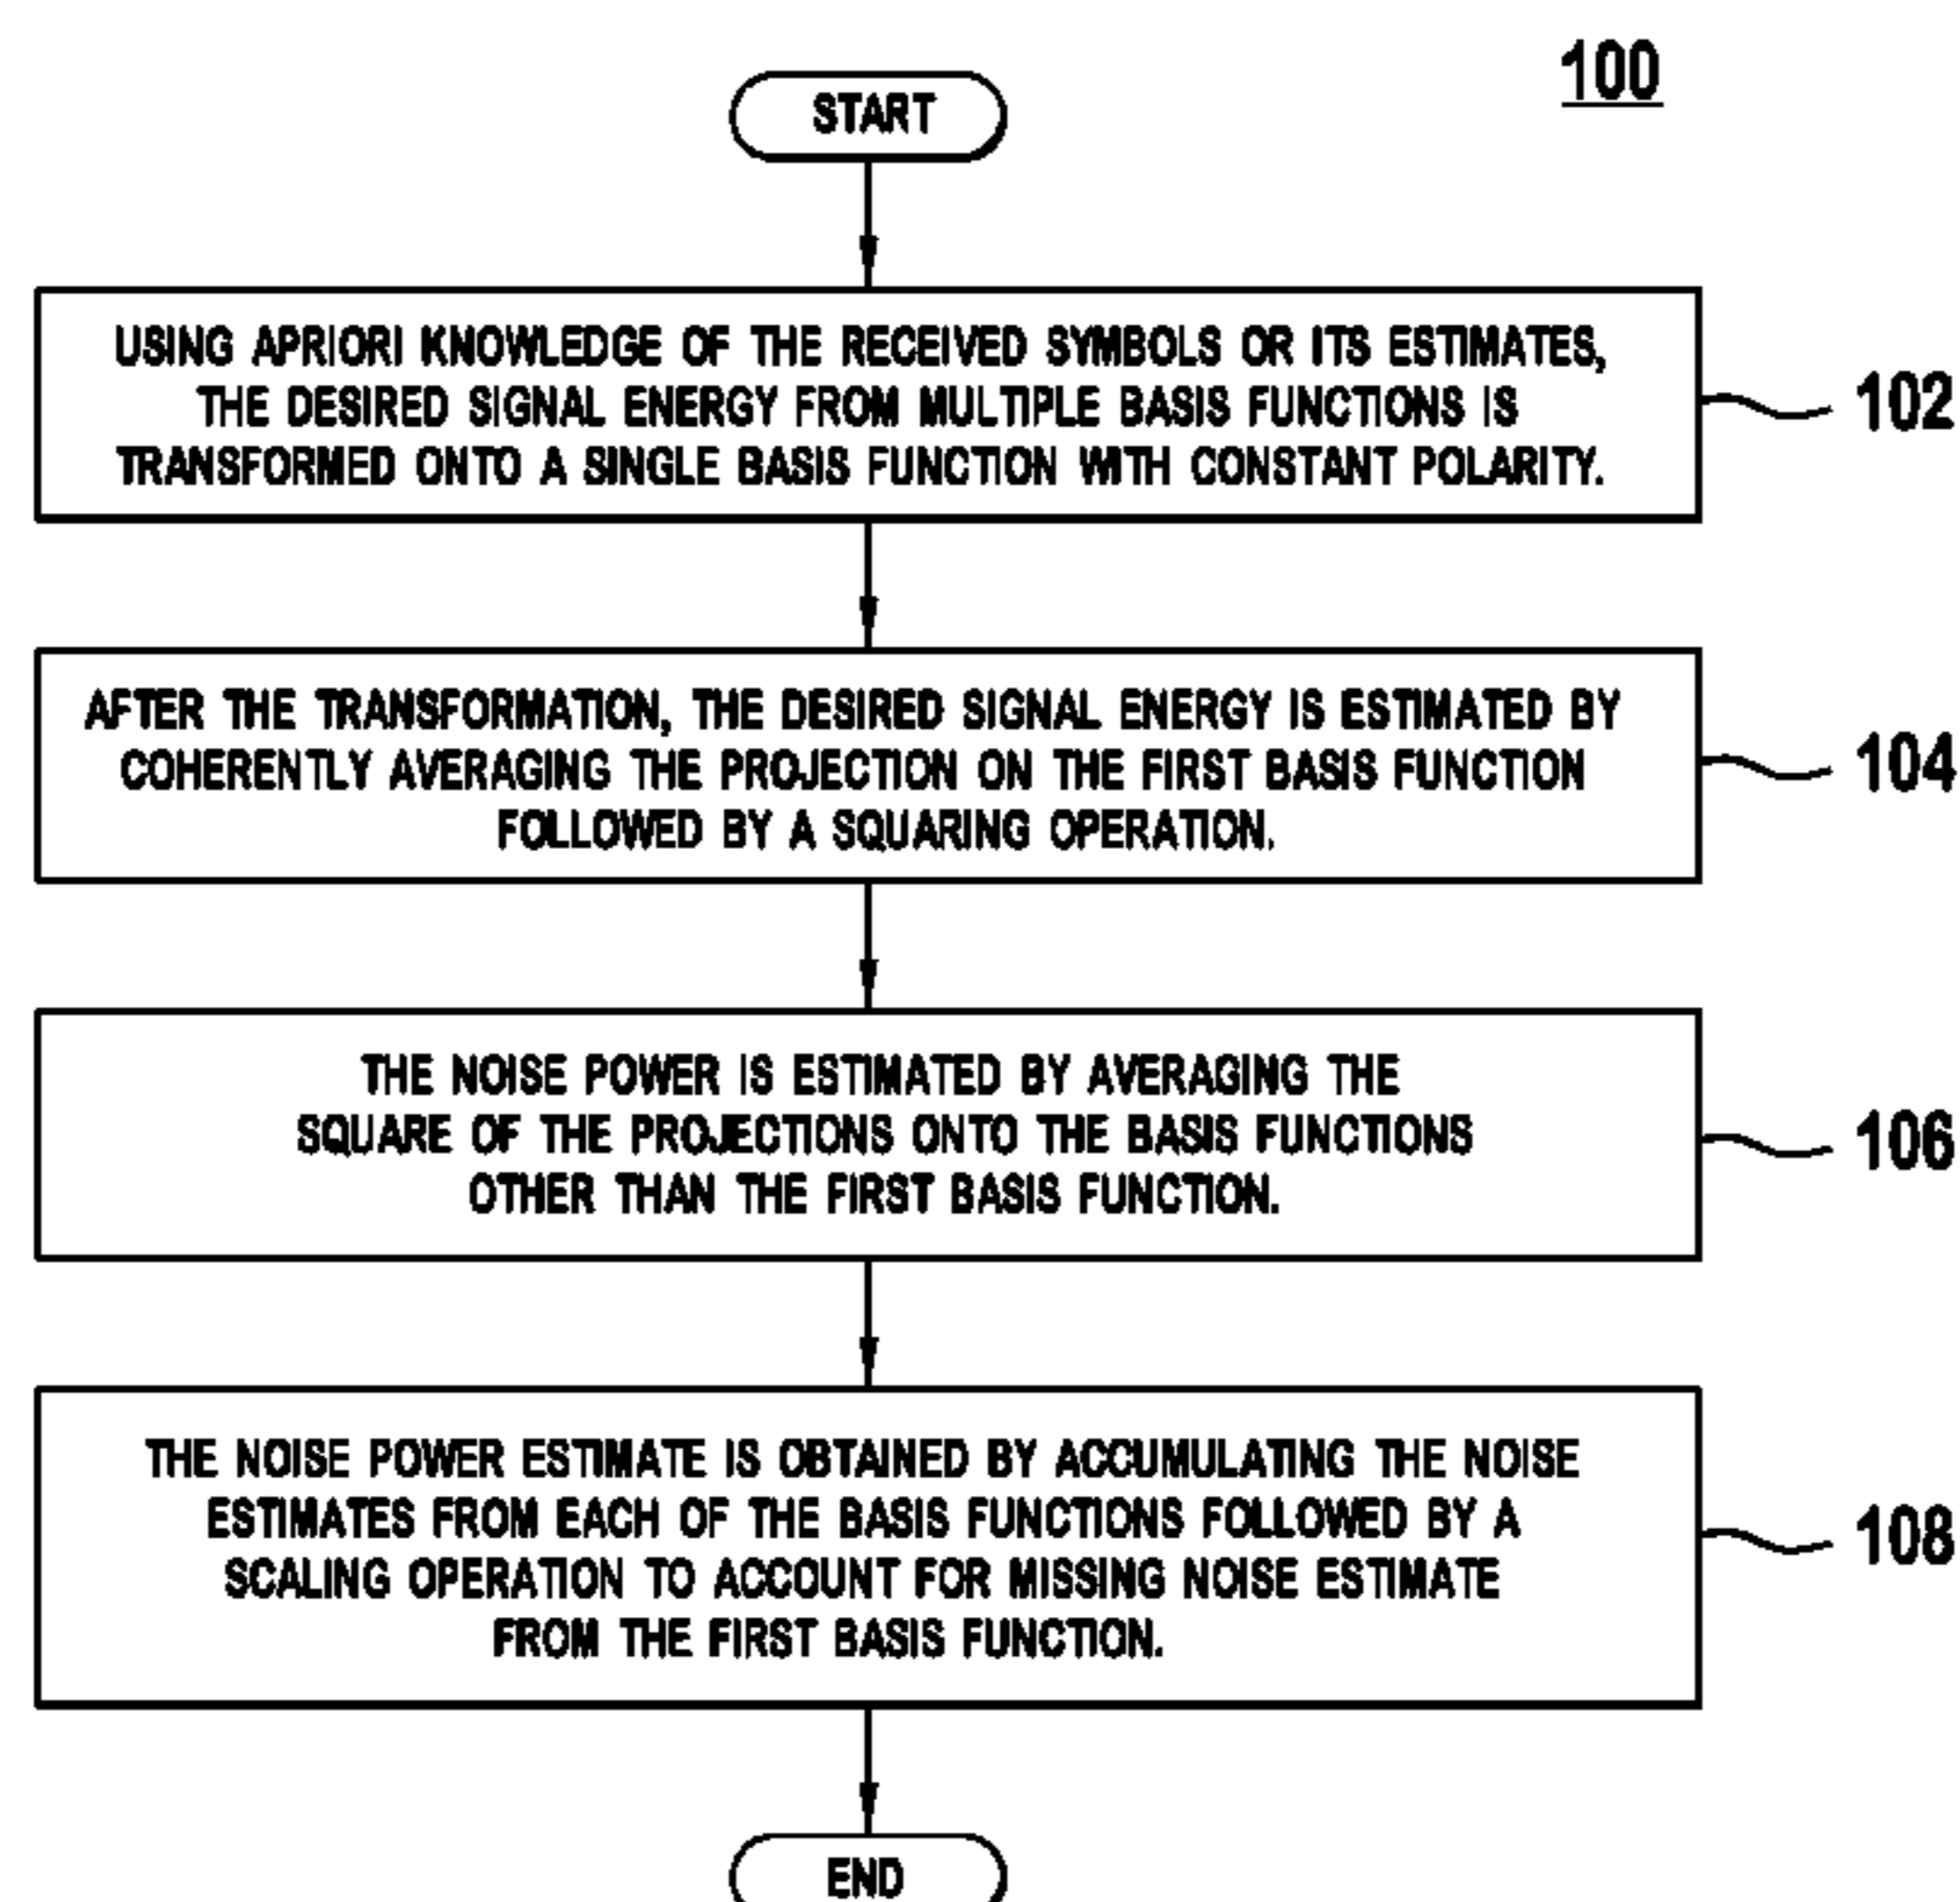 100
START
USING APRIORI KNOWLEDGE OF THE RECEIVED SYMBOLS OR ITS ESTIMATES,
THE DESIRED SIGNAL ENERGY FROM MULTIPLE BASIS FUNCTIONS IS
TRANSFORMED ONTO A SINGLE BASIS FUNCTION WITH CONSTANT POLARITY.
102
AFTER THE TRANSFORMATION, THE DESIRED SIGNAL ENERGY IS ESTIMATED BY
COHERENTLY AVERAGING THE PROJECTION ON THE FIRST BASIS FUNCTION
FOLLOWED BY A SQUARING OPERATION.
104
THE NOISE POWER IS ESTIMATED BY AVERAGING THE
SQUARE OF THE PROJECTIONS ONTO THE BASIS FUNCTIONS
OTHER THAN THE FIRST BASIS FUNCTION.
106
THE NOISE POWER ESTIMATE IS OBTAINED BY ACCUMULATING THE NOISE
ESTIMATES FROM EACH OF THE BASIS FUNCTIONS FOLLOWED BY A
SCALING OPERATION TO ACCOUNT FOR MISSING NOISE ESTIMATE
FROM THE FIRST BASIS FUNCTION.
108
END